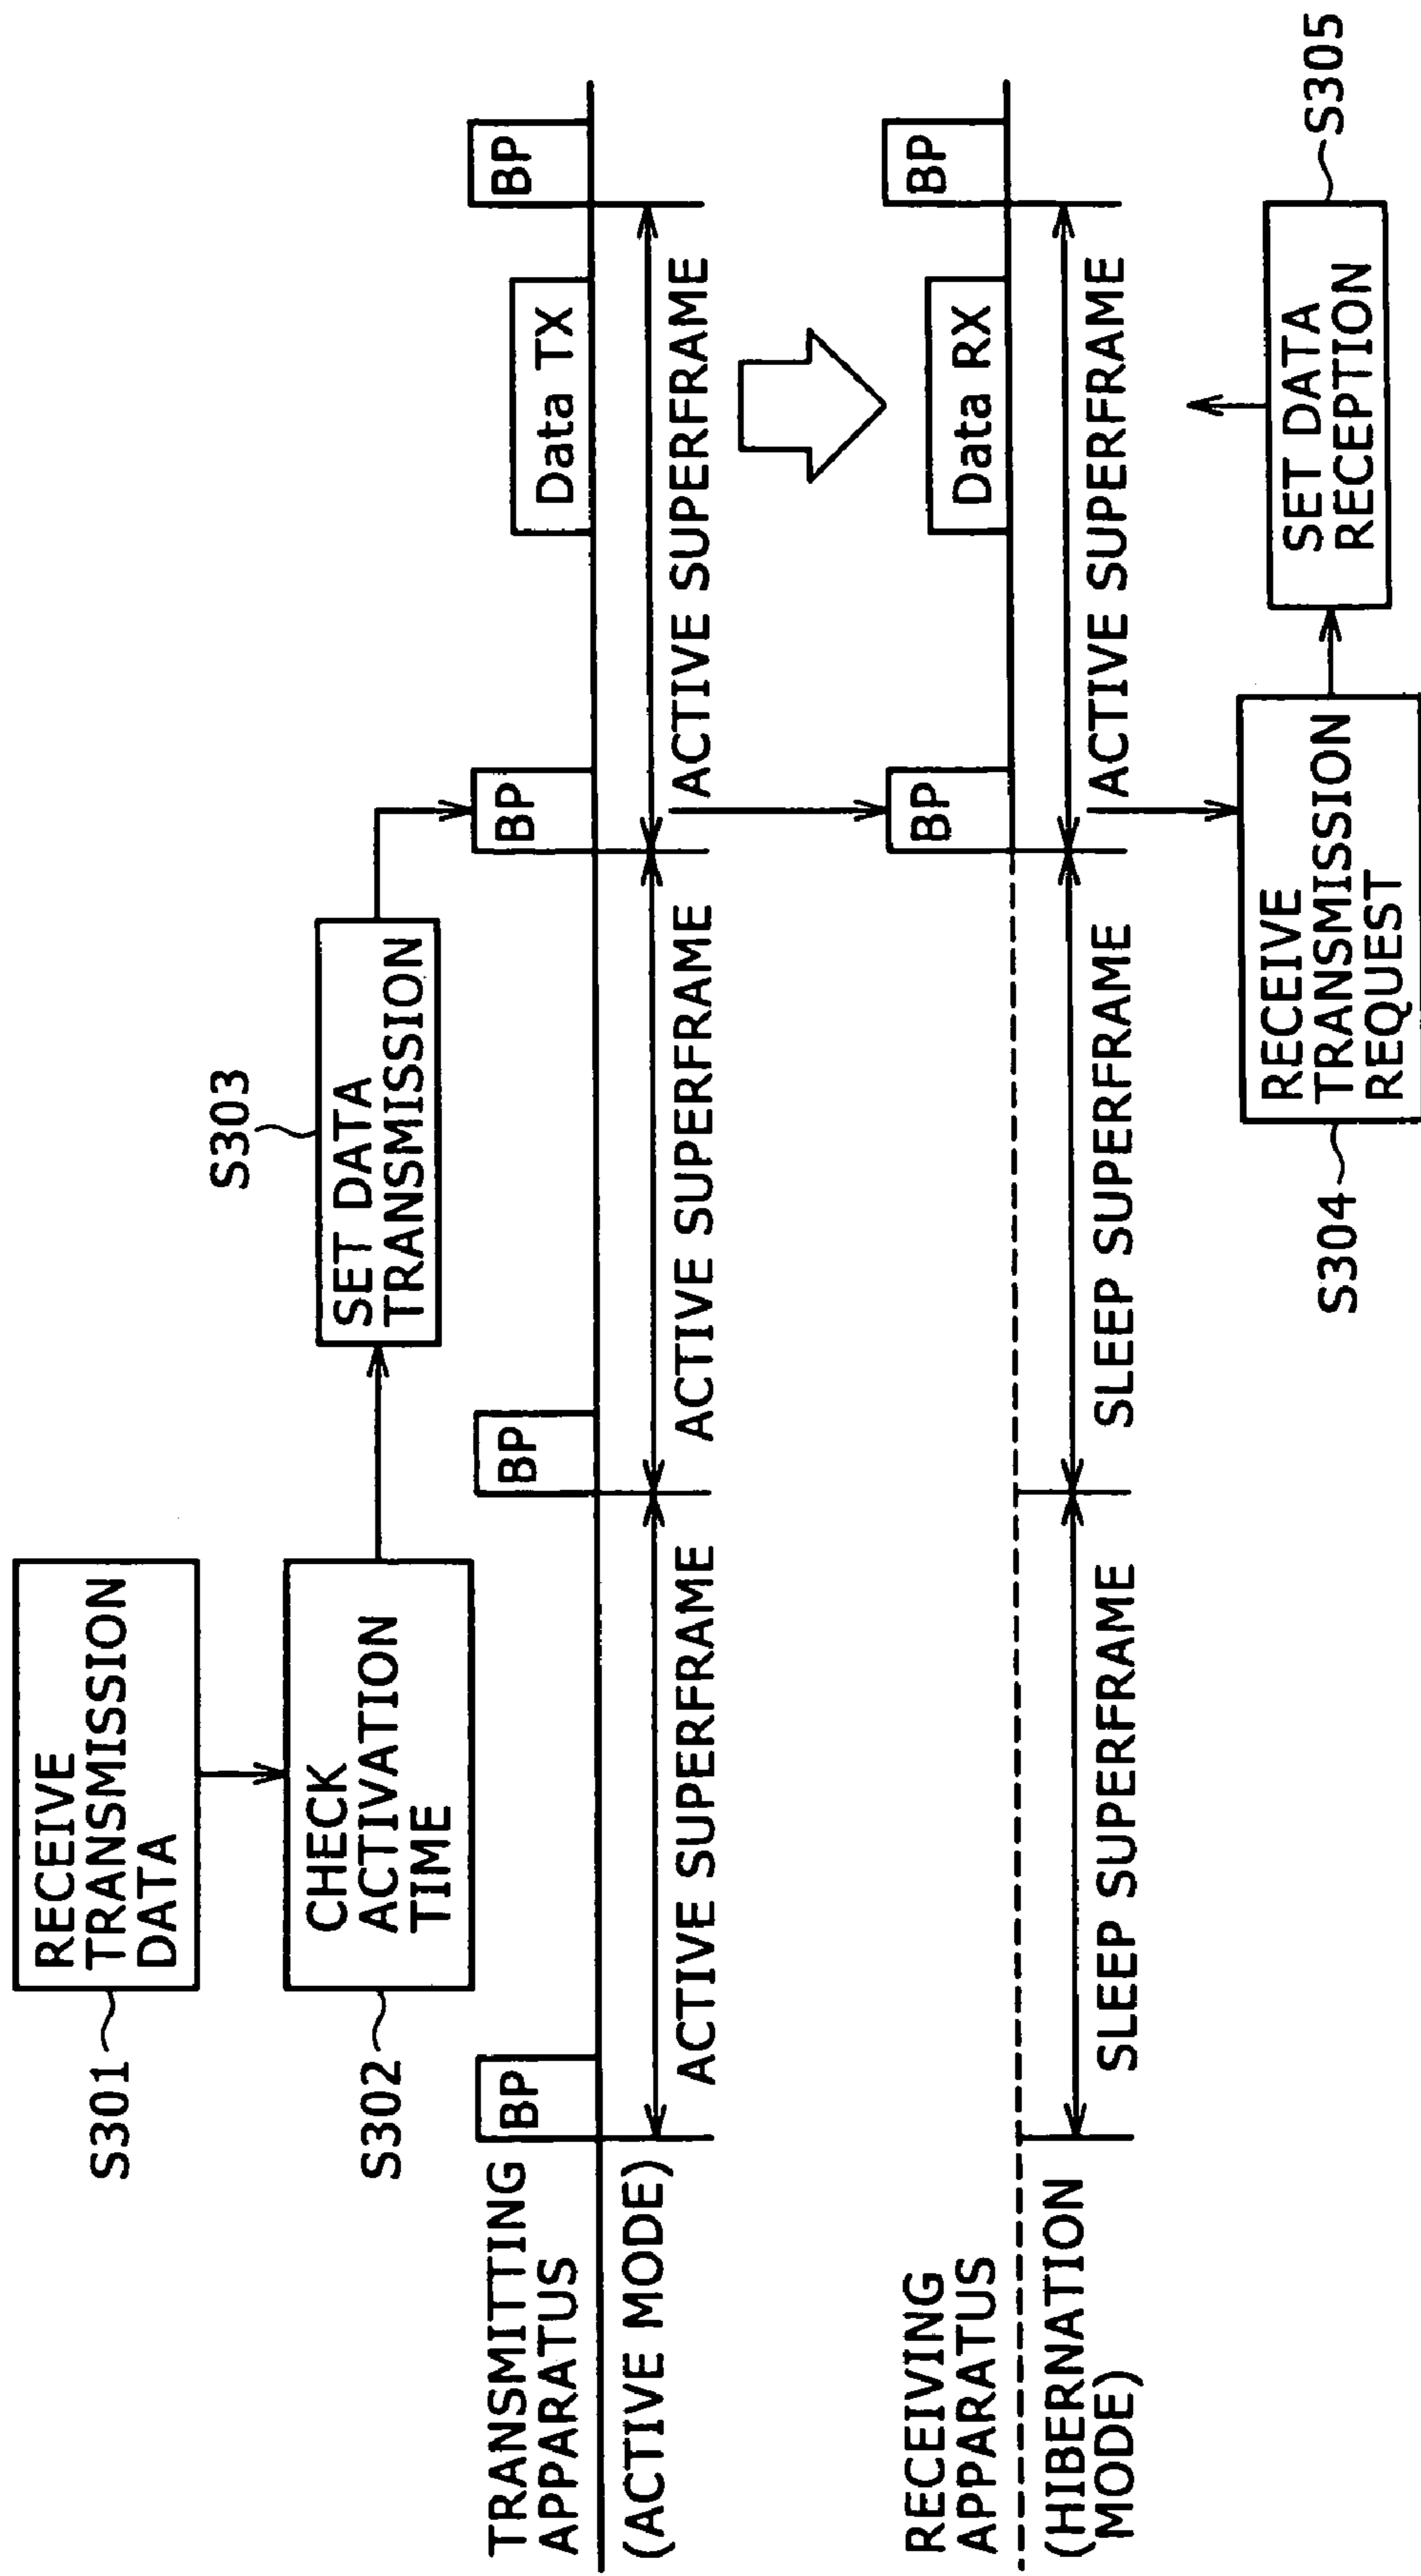 S301
RECEIVE
TRANSMISSION
DATA
S302
CHECK
ACTIVATION
TIME
S303
SET DATA
TRANSMISSION
TRANSMITTING
APPARATUS
(ACTIVE MODE)
BP
BP
BP
Data TX
BP
ACTIVE SUPERFRAME
ACTIVE SUPERFRAME
ACTIVE SUPERFRAME
RECEIVING
APPARATUS
(HIBERNATION
MODE)
BP
Data RX
BP
SLEEP SUPERFRAME
SLEEP SUPERFRAME
ACTIVE SUPERFRAME
S304
RECEIVE
TRANSMISSION
REQUEST
SET DATA
RECEPTION
S305